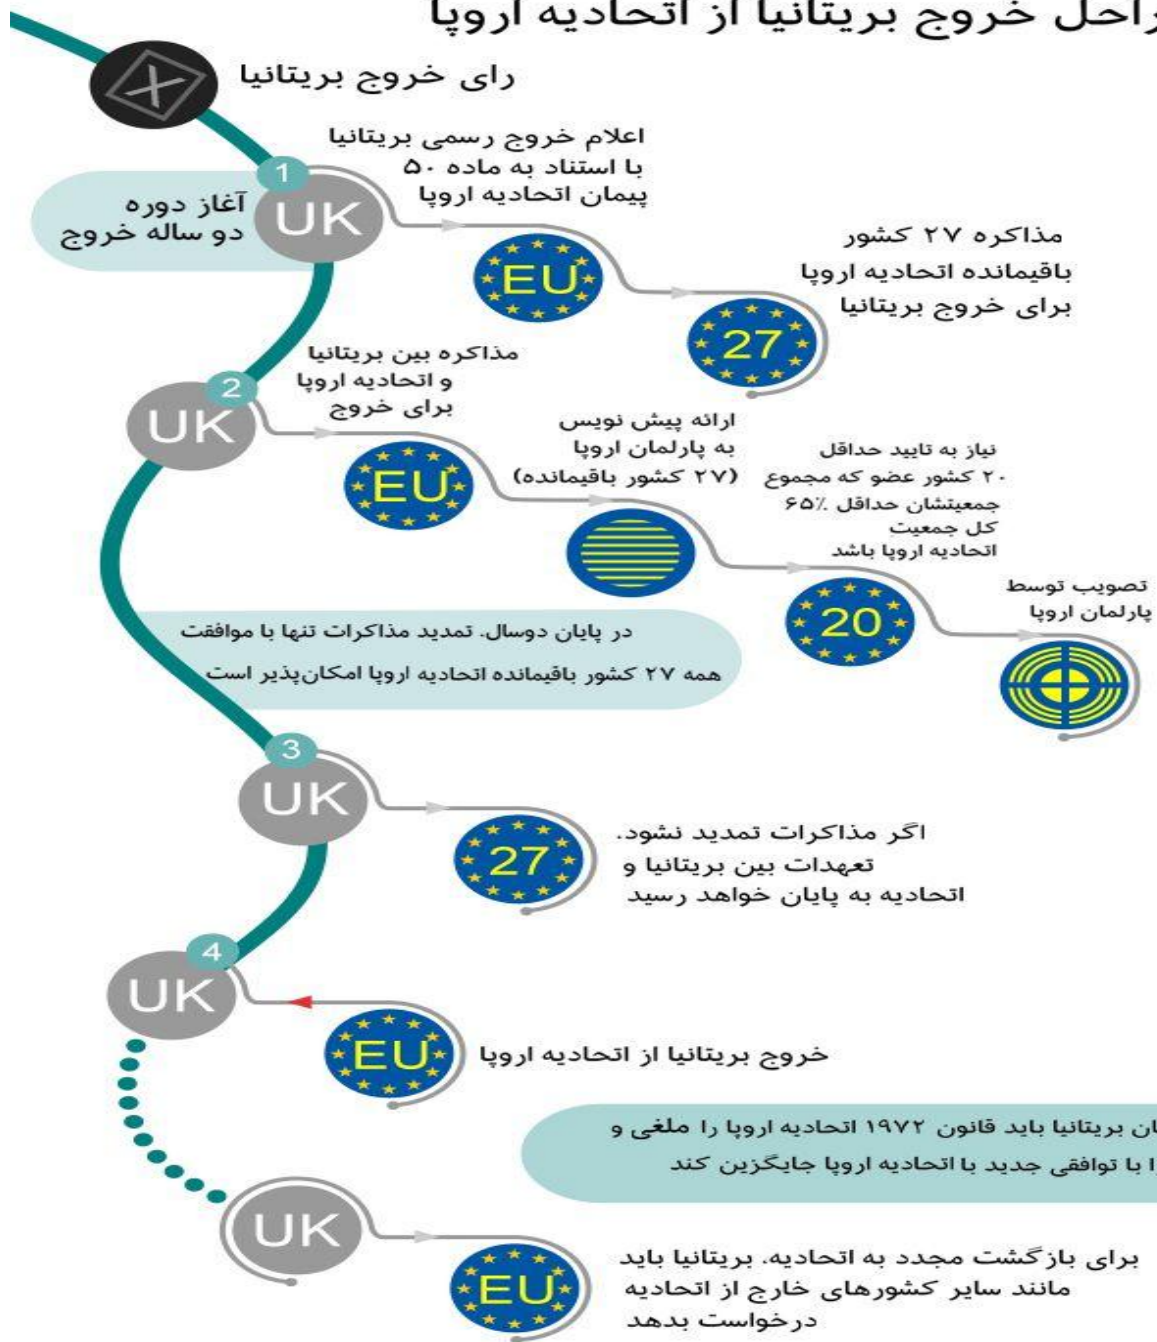 خروج بریتانیا از اتحادیه اروپا
رای خروج بریتانیا
اعلام خروج رسمی بریتانیا
با استناد به ماده ۵۰
پیمان اتحادیه اروپا
1
UK
آغاز دوره
دو ساله خروج
EU
مذاکره ۲۷ کشور
باقیمانده اتحادیه اروپا
برای خروج بریتانیا
27
2
UK
مذاکره بین بریتانیا
و اتحادیه اروپا
برای خروج
EU
ارائه پیش نویس
به پارلمان اروپا
(۲۷ کشور باقیمانده)
نیاز به تایید حداقل
۲۰ کشور عضو که مجموع
جمعیتشان حداقل ۶۵٪
کل جمعیت
اتحادیه اروپا باشد
20
تصویب توسط
پارلمان اروپا
در پایان دوسال. تمدید مذاکرات تنها با موافقت
همه ۲۷ کشور باقیمانده اتحادیه اروپا امکان‌پذیر است
3
UK
27
اگر مذاکرات تمدید نشود.
تعهدات بین بریتانیا و
اتحادیه به پایان خواهد رسید
4
UK
EU
خروج بریتانیا از اتحادیه اروپا
بریتانیا باید قانون ۱۹۷۲ اتحادیه اروپا را ملغی و
با توافقی جدید با اتحادیه اروپا جایگزین کند
UK
EU
برای بازگشت مجدد به اتحادیه. بریتانیا باید
مانند سایر کشورهای خارج از اتحادیه
درخواست بدهد